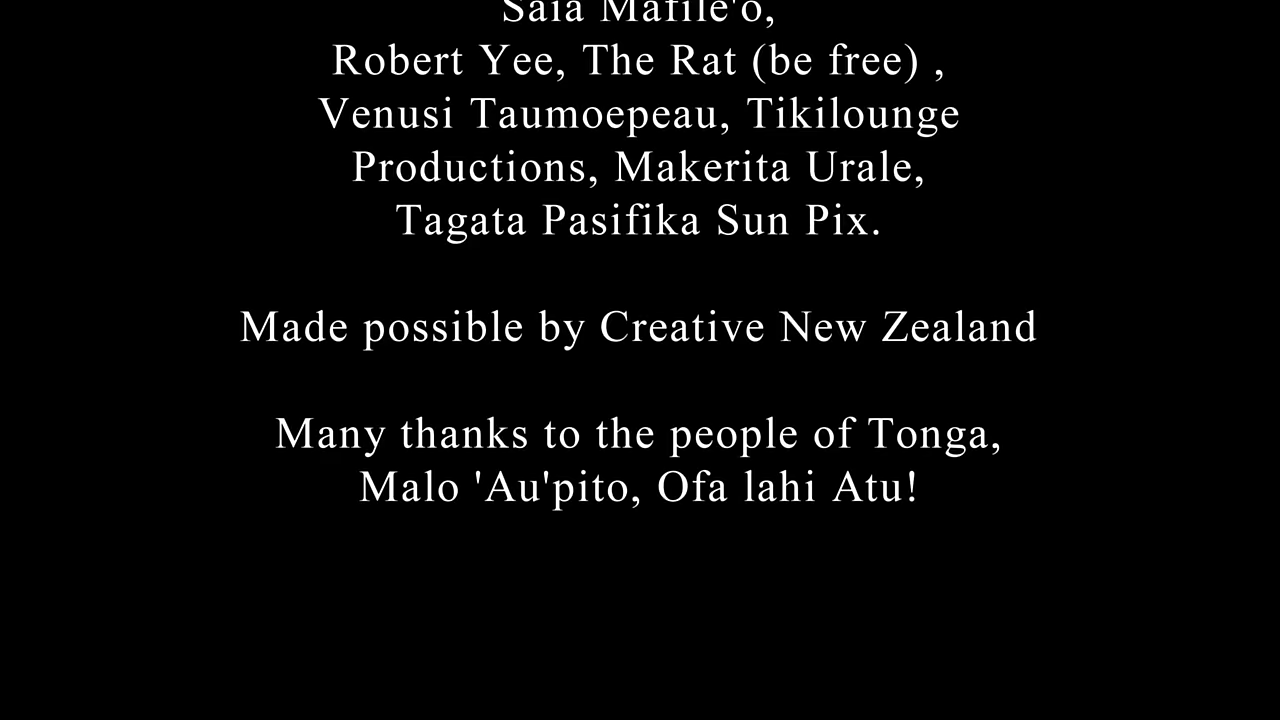 Saia Mafile'o,
Robert Yee, The Rat (be free) ,
Venusi Taumoepeau, Tikilounge
Productions, Makerita Urale,
Tagata Pasifika Sun Pix.
Made possible by Creative New Zealand
Many thanks to the people of Tonga,
Malo 'Au'pito, Ofa lahi Atu!